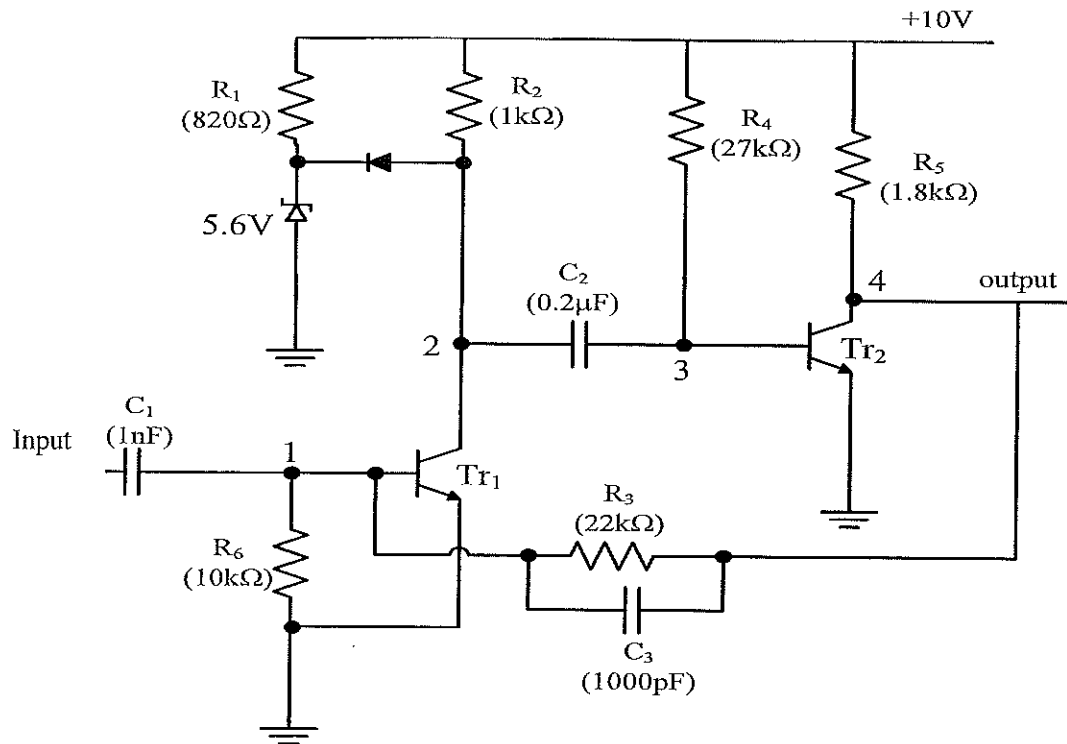 +10V
R₁
(820Ω)
R₂
(1kΩ)
R₄
(27kΩ)
R₅
(1.8kΩ)
5.6V
C₂
(0.2μF)
4
output
2
3
Tr₂
C₁
(1nF)
Input
1
Tr₁
R₃
(22kΩ)
R₆
(10kΩ)
C₃
(1000pF)